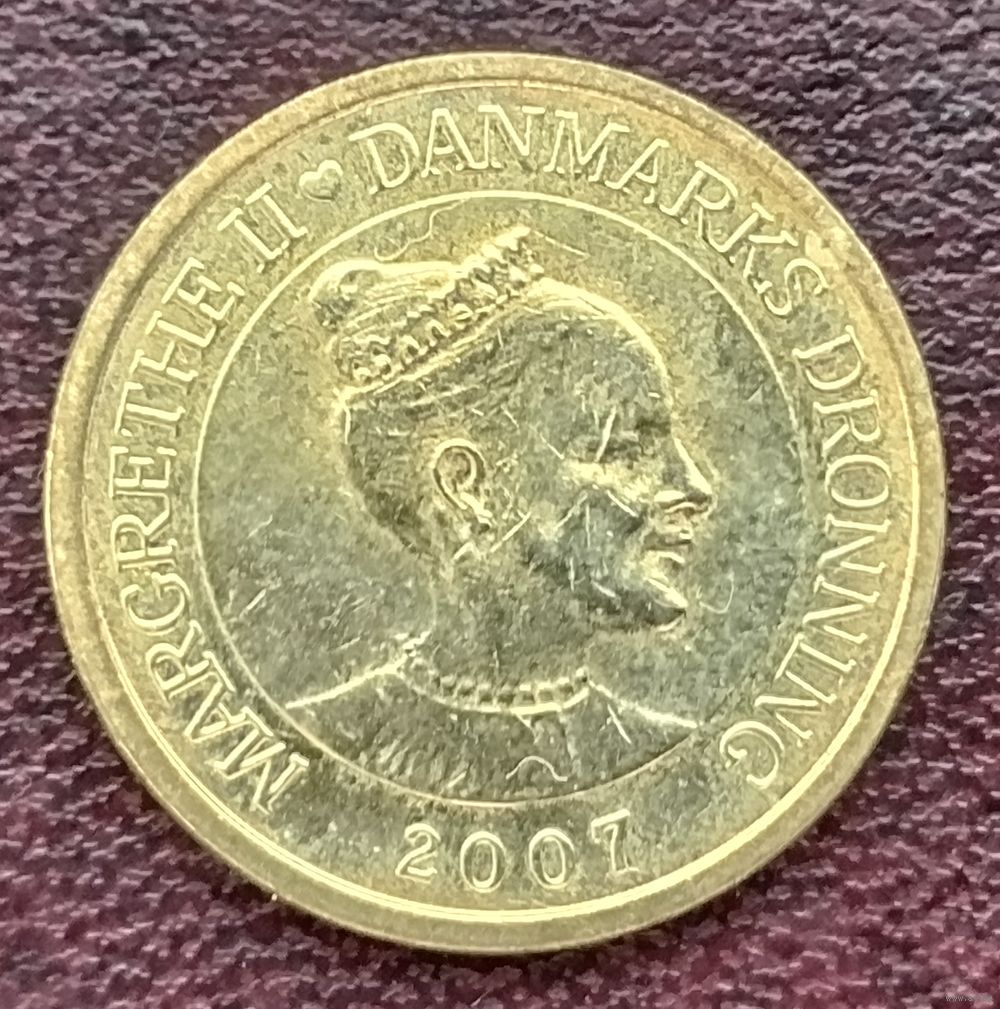 MARGRETHE II ♥ DANMARKS DRONNING
2007